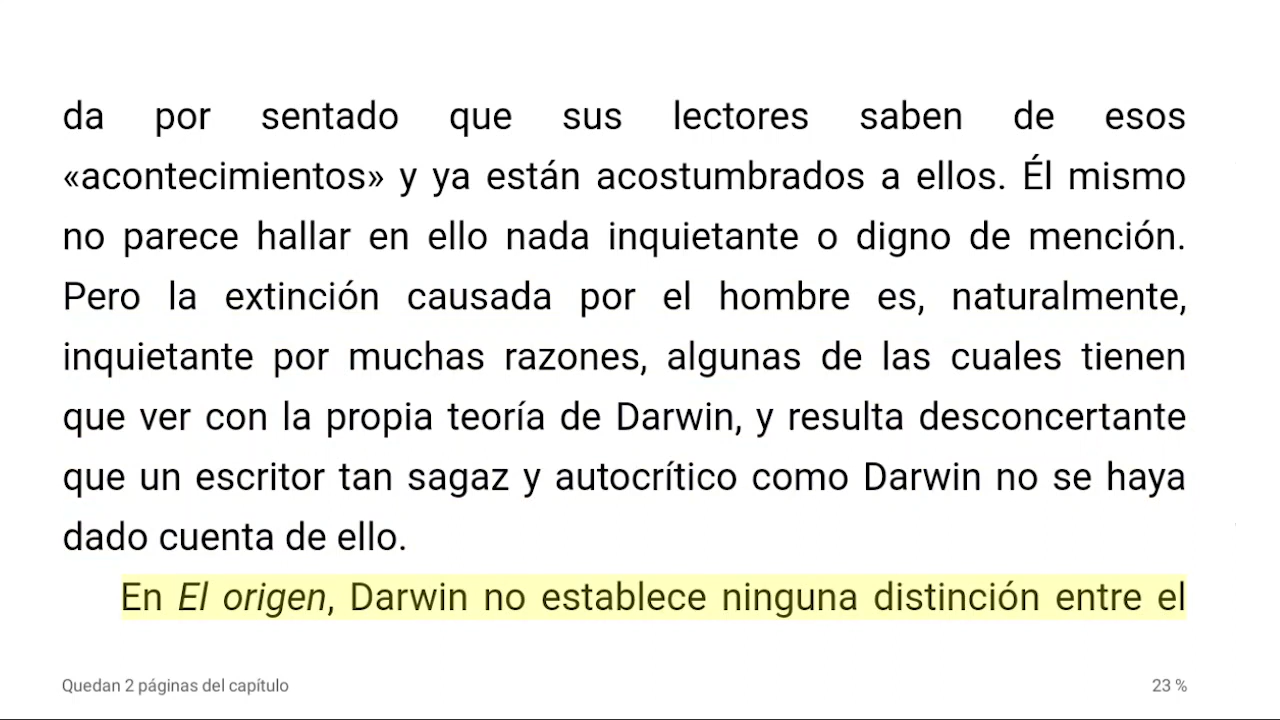 da por sentado que sus lectores saben de esos
«acontecimientos» y ya están acostumbrados a ellos. Él mismo
no parece hallar en ello nada inquietante o digno de mención.
Pero la extinción causada por el hombre es, naturalmente,
inquietante por muchas razones, algunas de las cuales tienen
que ver con la propia teoría de Darwin, y resulta desconcertante
que un escritor tan sagaz y autocrítico como Darwin no se haya
dado cuenta de ello.
En El origen, Darwin no establece ninguna distinción entre el
Quedan 2 páginas del capítulo
23 %